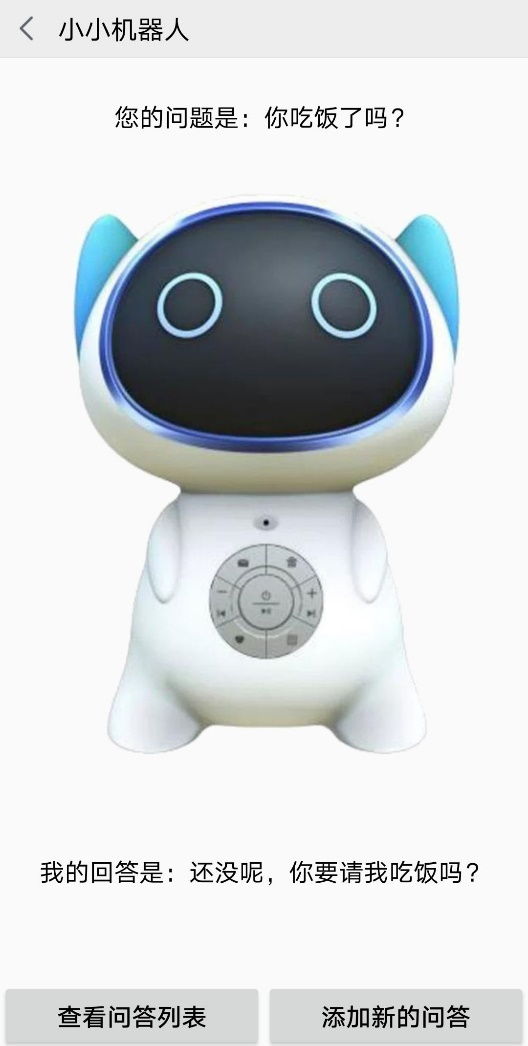 小小机器人
您的问题是：你吃饭了吗？
我的回答是：还没呢，你要请我吃饭吗？
查看问答列表
添加新的问答